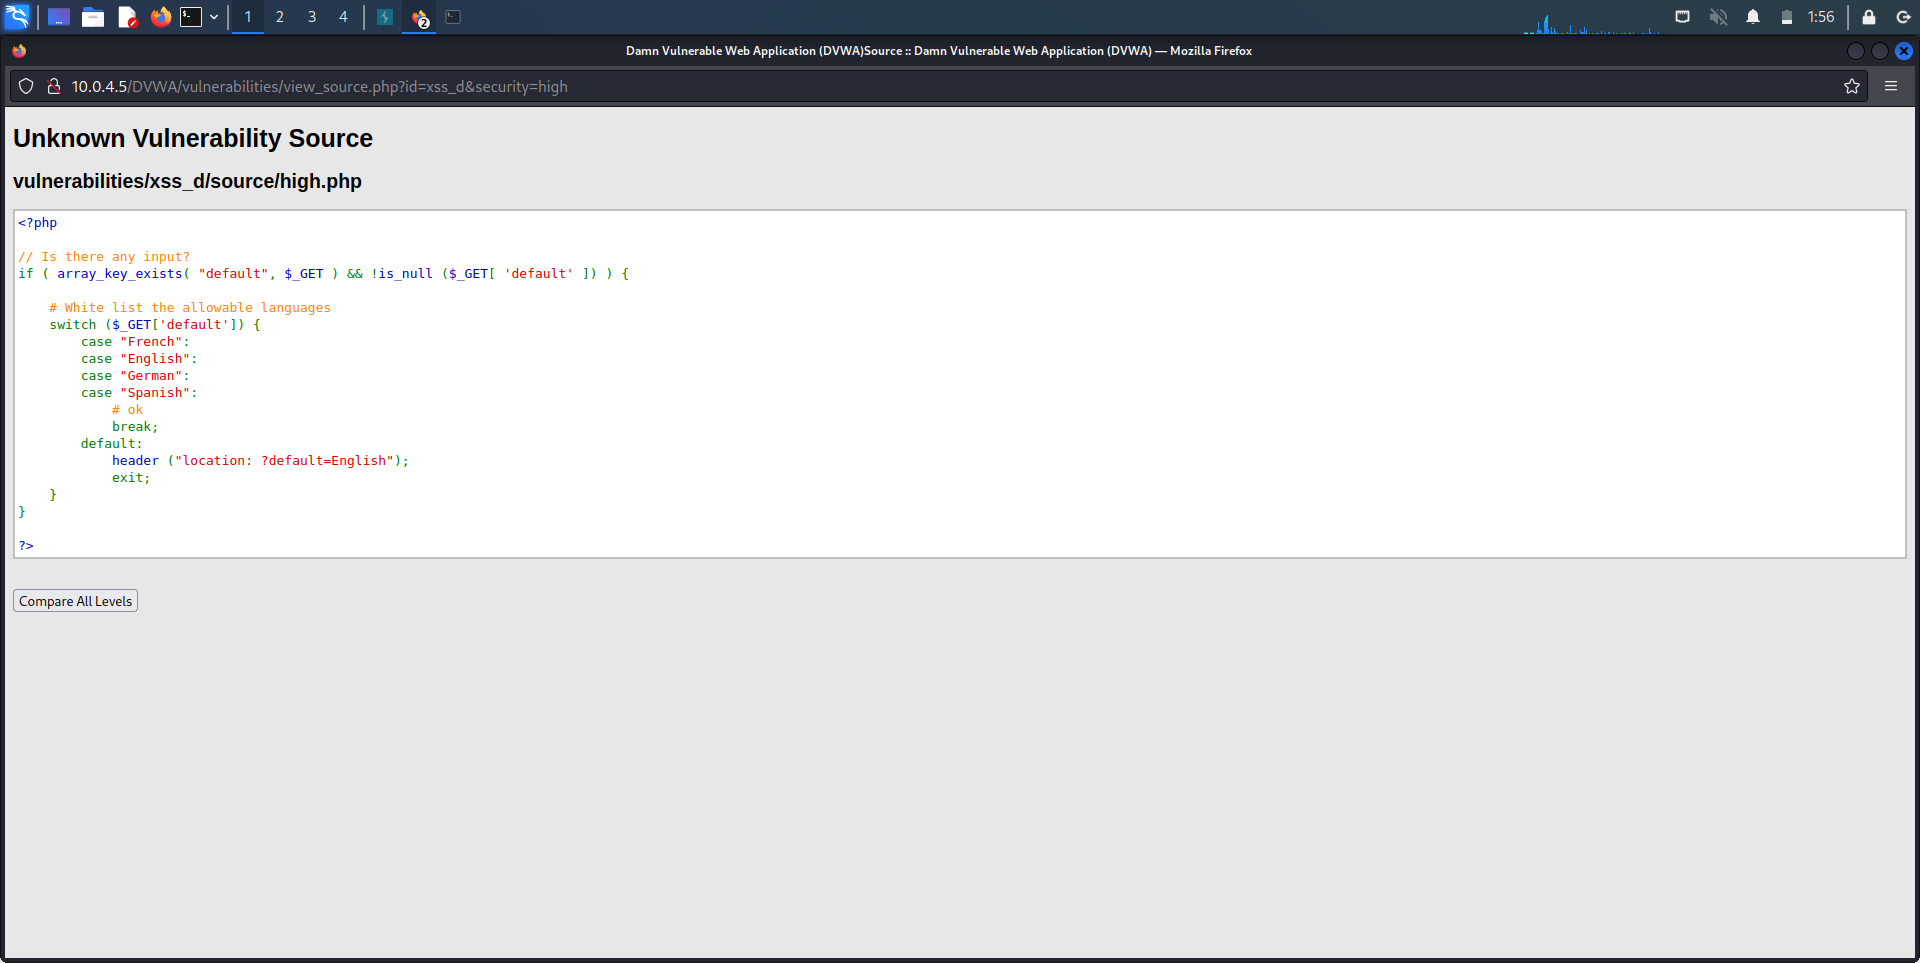 1 2 3 4 2 1:56
Damn Vulnerable Web Application (DVWA)Source :: Damn Vulnerable Web Application (DVWA) — Mozilla Firefox
10.0.4.5/DVWA/vulnerabilities/view_source.php?id=xss_d&security=high
Unknown Vulnerability Source
vulnerabilities/xss_d/source/high.php
<?php
// Is there any input?
if ( array_key_exists( "default", $_GET ) && !is_null ($_GET[ 'default' ]) ) {
    # White list the allowable languages
    switch ($_GET['default']) {
        case "French":
        case "English":
        case "German":
        case "Spanish":
            # ok
            break;
        default:
            header ("location: ?default=English");
            exit;
    }
}
?>
Compare All Levels